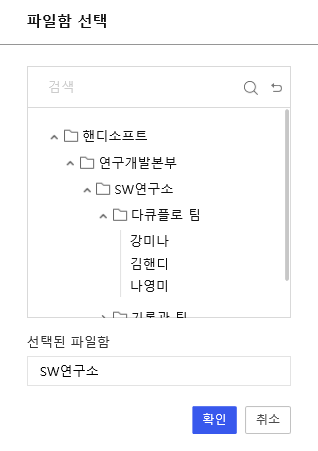 파일함 선택
검색
핸디소프트
연구개발본부
SW연구소
다큐플로 팀
강미나
김핸디
나영미
선택된 파일함
SW연구소
확인 취소